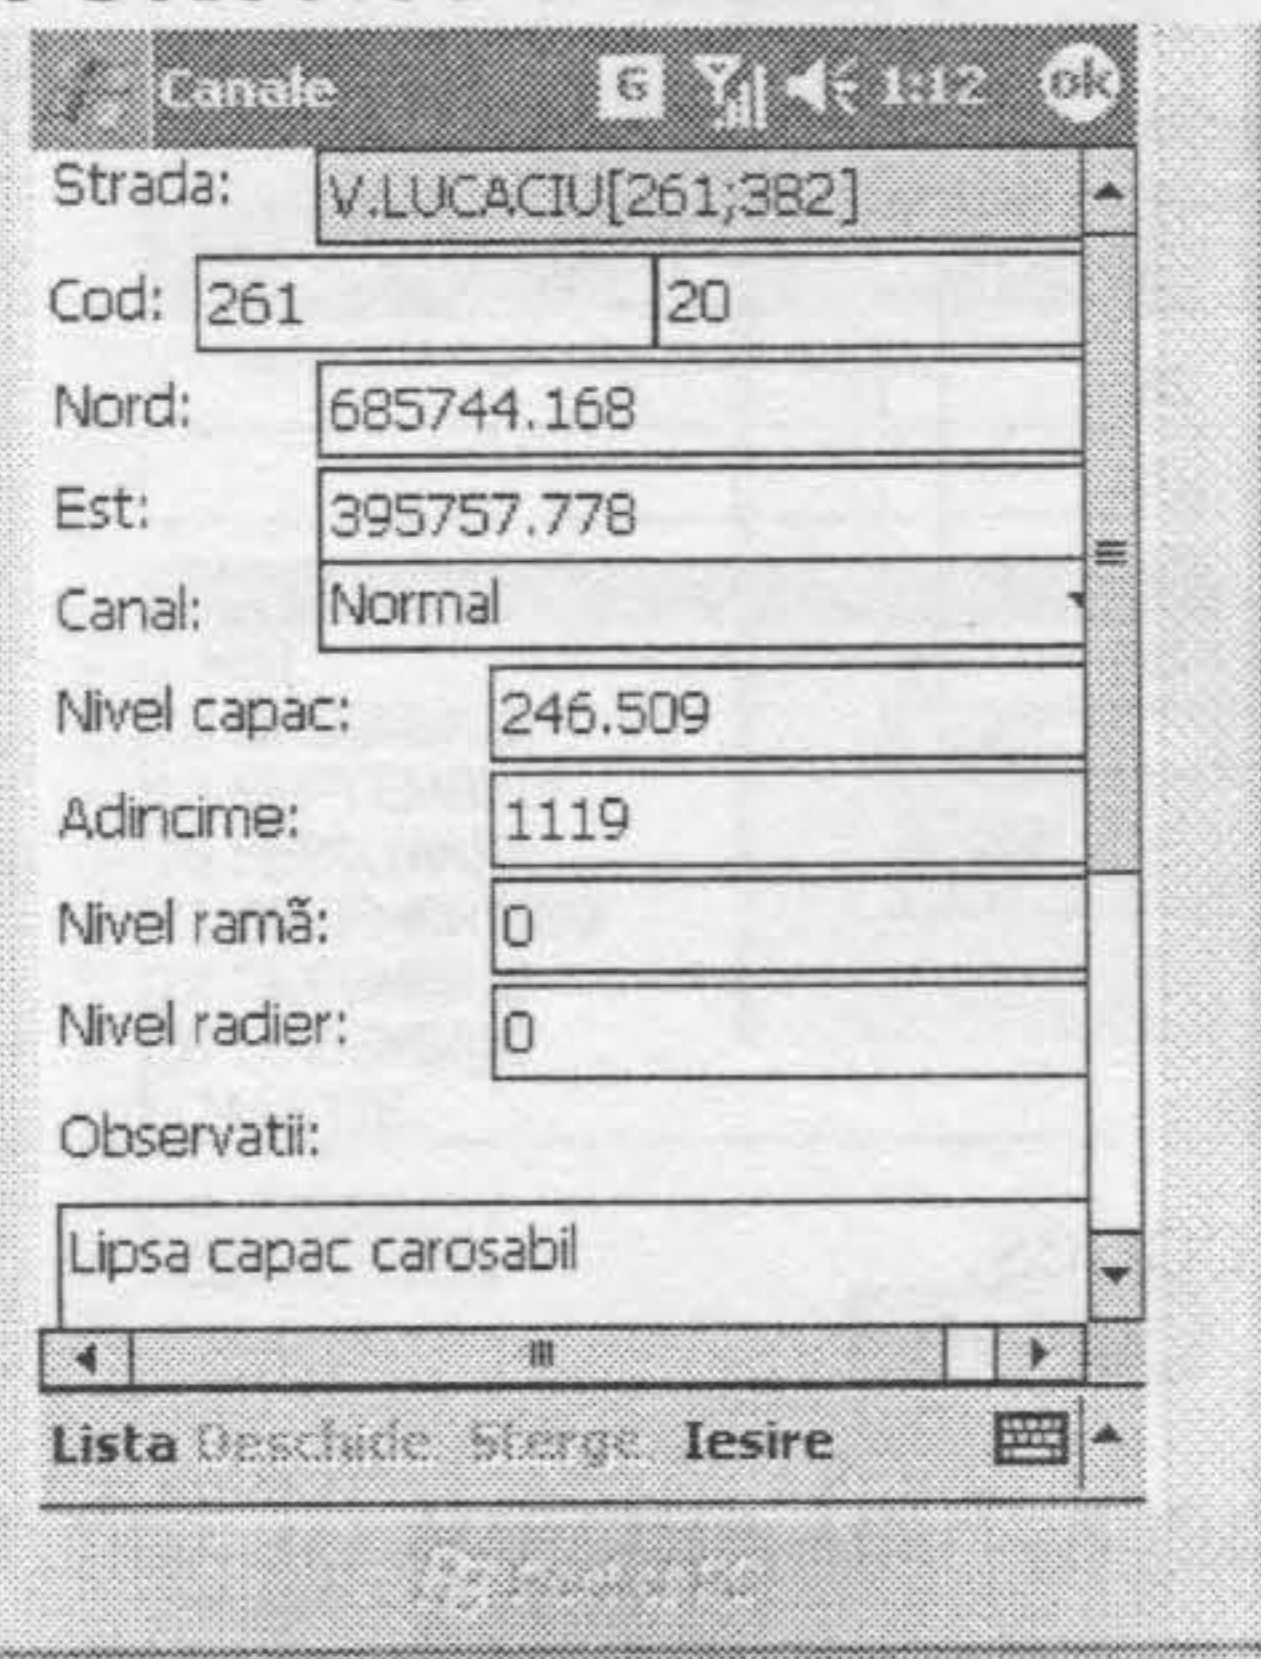 Canale
G 1:12 ok
Strada: V.LUCACIU[261;382]
Cod: 261 20
Nord: 685744.168
Est: 395757.778
Canal: Normal
Nivel capac: 246.509
Adincime: 1119
Nivel ramã: 0
Nivel radier: 0
Observatii:
Lipsa capac carosabil
Lista Deschide Sterge Iesire